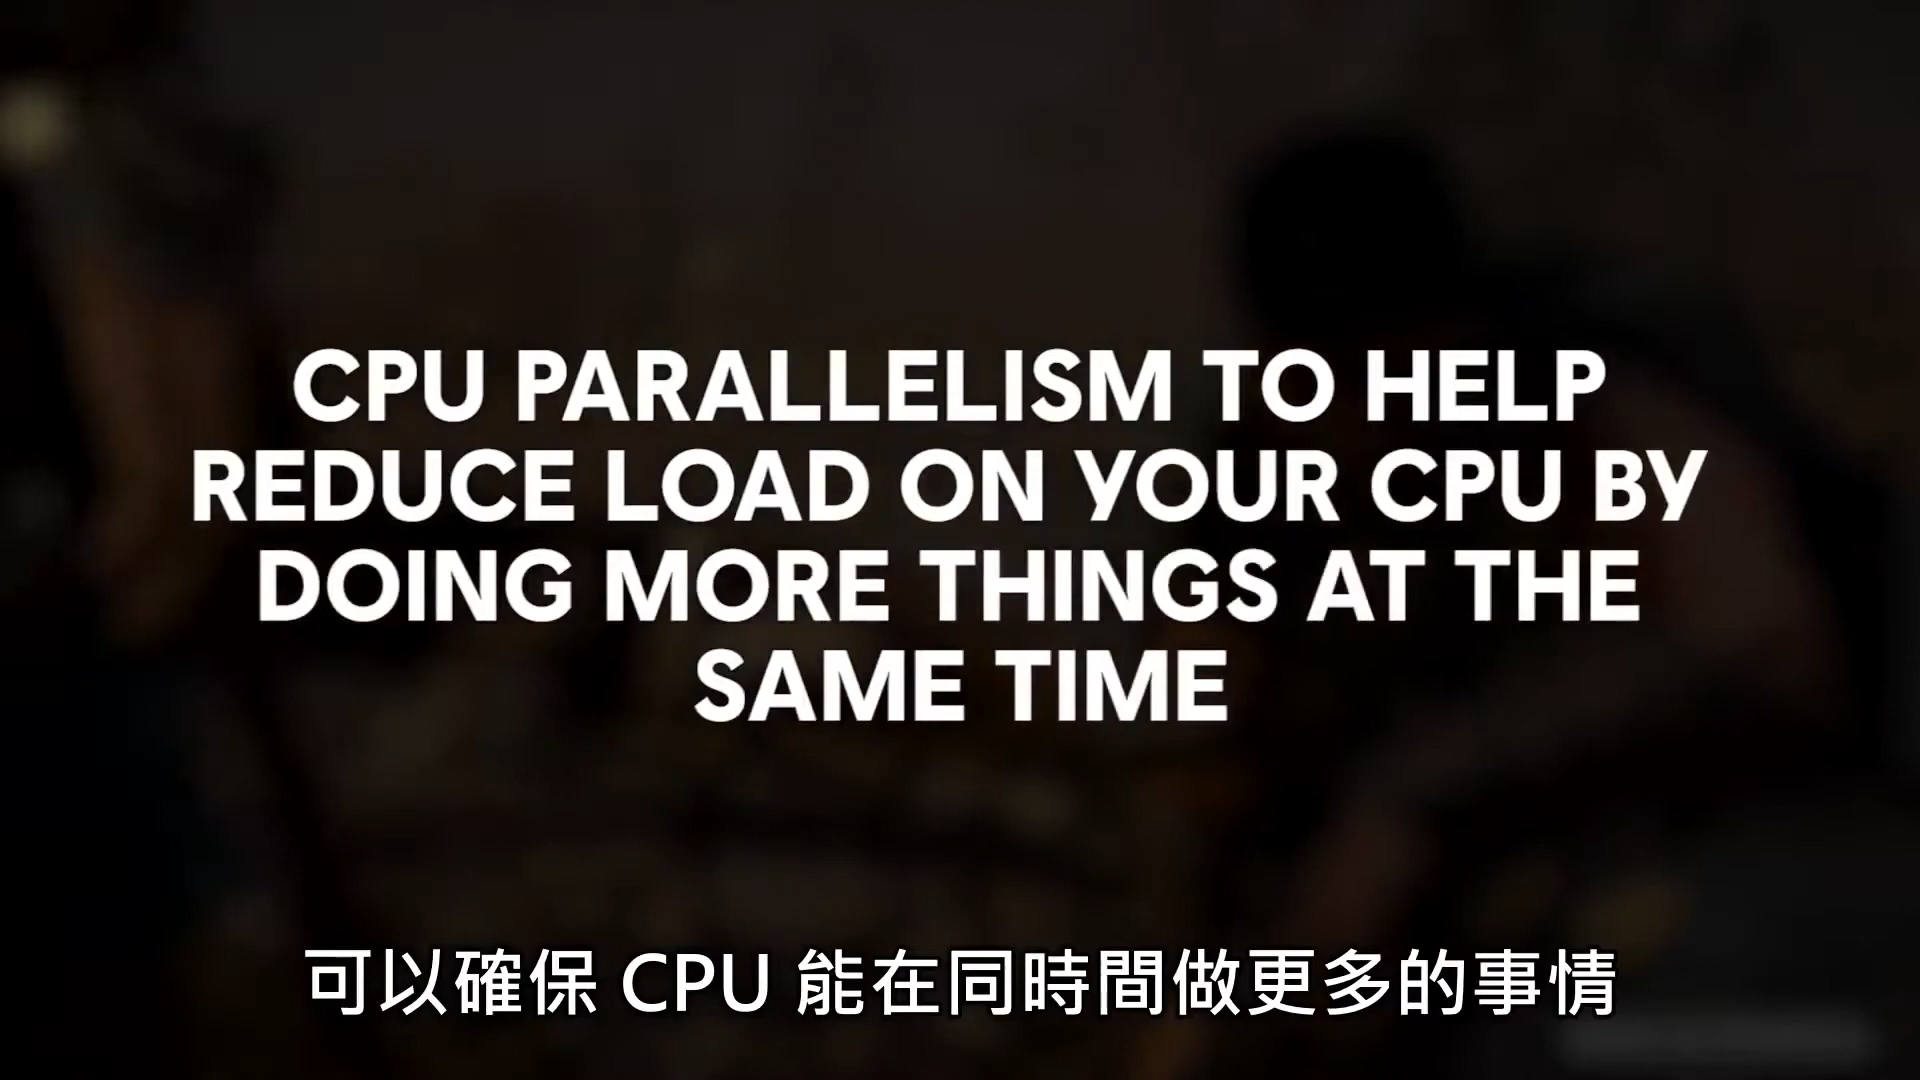 CPU PARALLELISM TO HELP
REDUCE LOAD ON YOUR CPU BY
DOING MORE THINGS AT THE
SAME TIME
可以確保 CPU 能在同時間做更多的事情